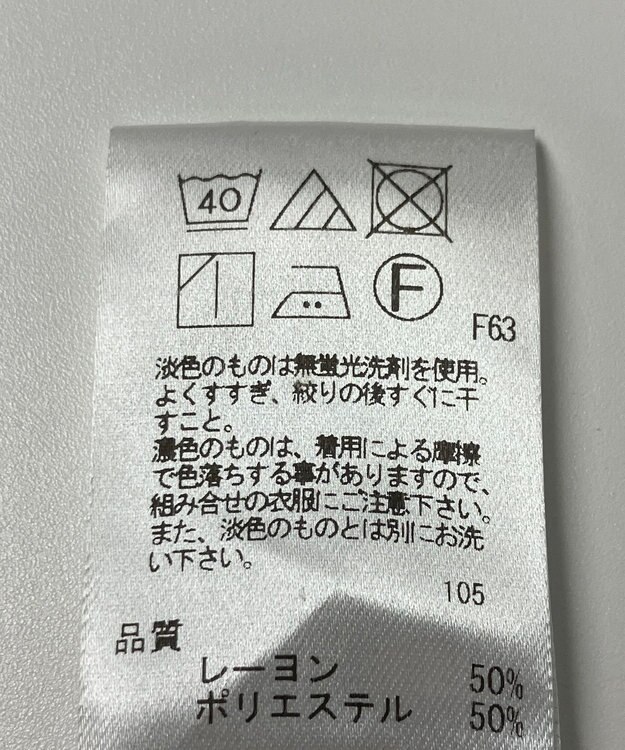 40
F
F63
淡色のものは無蛍光洗剤を使用。
よくすすぎ、絞りの後すぐに干
すこと。
濃色のものは、着用による摩擦
で色落ちする事がありますので、
組み合せの衣服にご注意下さい。
また、淡色のものとは別にお洗
い下さい。
105
品質
レーヨン 50%
ポリエステル 50%